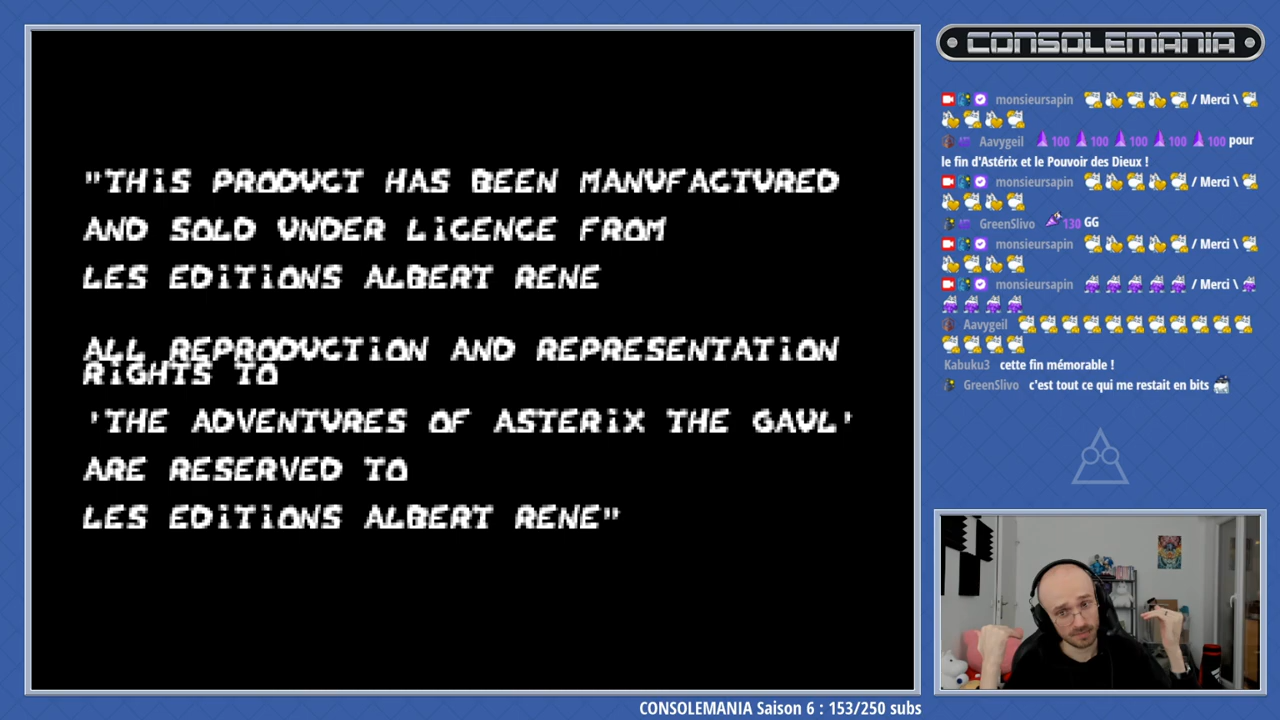 CONSOLEMANIA
"THiS PRODUCT HAS BEEN MANUFACTURED
AND SOLD UNDER LiCENCE FROM
LES EDiTiONS ALBERT RENE
ALL REPRODUCTiON AND REPRESENTATiON
RiGHTS TO
'THE ADVENTURES OF ASTERiX THE GAUL'
ARE RESERVED TO
LES EDiTiONS ALBERT RENE"
monsieursapin / Merci \
Aavygeil 100 100 100 100 100 pour
le fin d'Astérix et le Pouvoir des Dieux !
monsieursapin / Merci \
GreenSlivo 130 GG
monsieursapin / Merci \
monsieursapin / Merci \
Aavygeil
Kabuku3 cette fin mémorable !
GreenSlivo c'est tout ce qui me restait en bits
CONSOLEMANIA Saison 6 : 153/250 subs